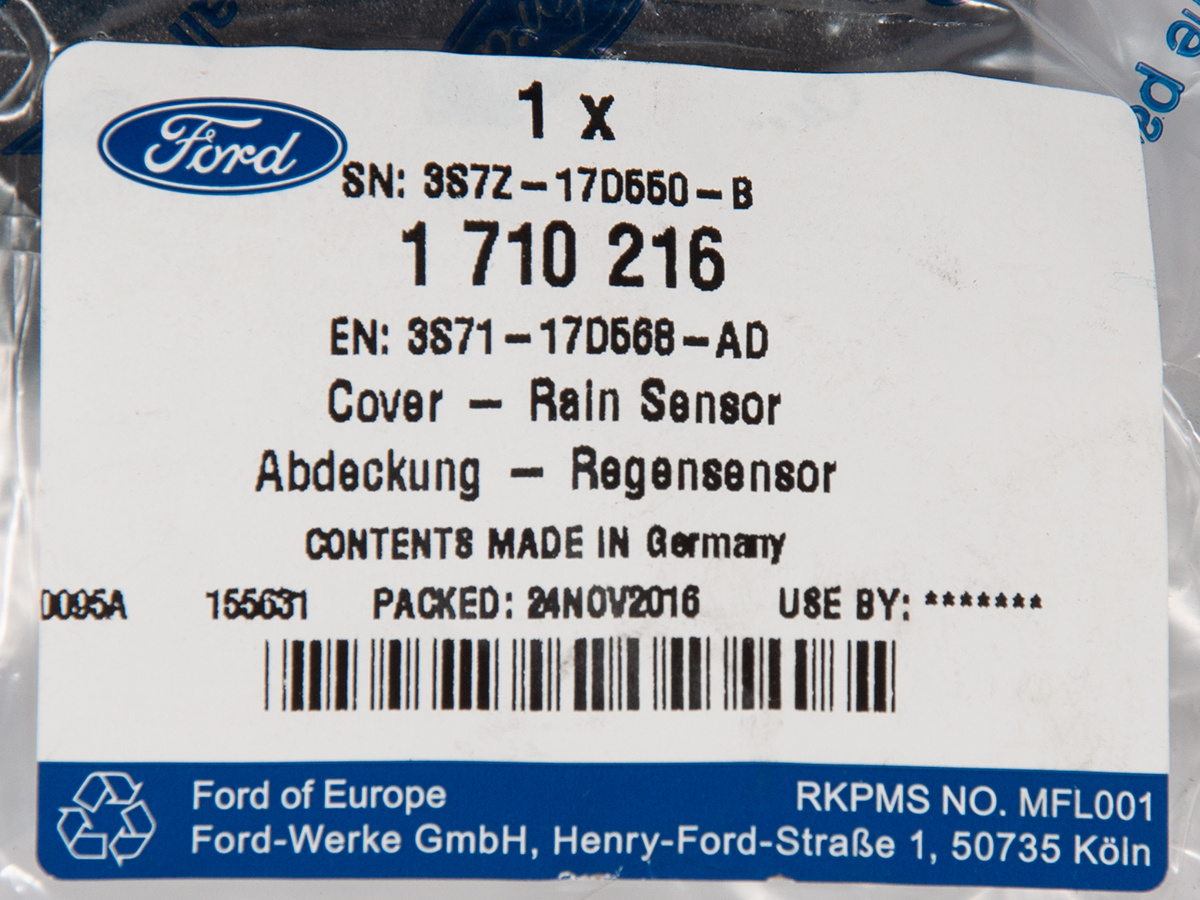 Ford
1 x
SN: 3S7Z-17D550-B
1 710 216
EN: 3S71-17D568-AD
Cover - Rain Sensor
Abdeckung - Regensensor
CONTENTS MADE IN Germany
0095A 155631 PACKED: 24NOV2016 USE BY: *******
Ford of Europe RKPMS NO. MFL001
Ford-Werke GmbH, Henry-Ford-Straße 1, 50735 Köln